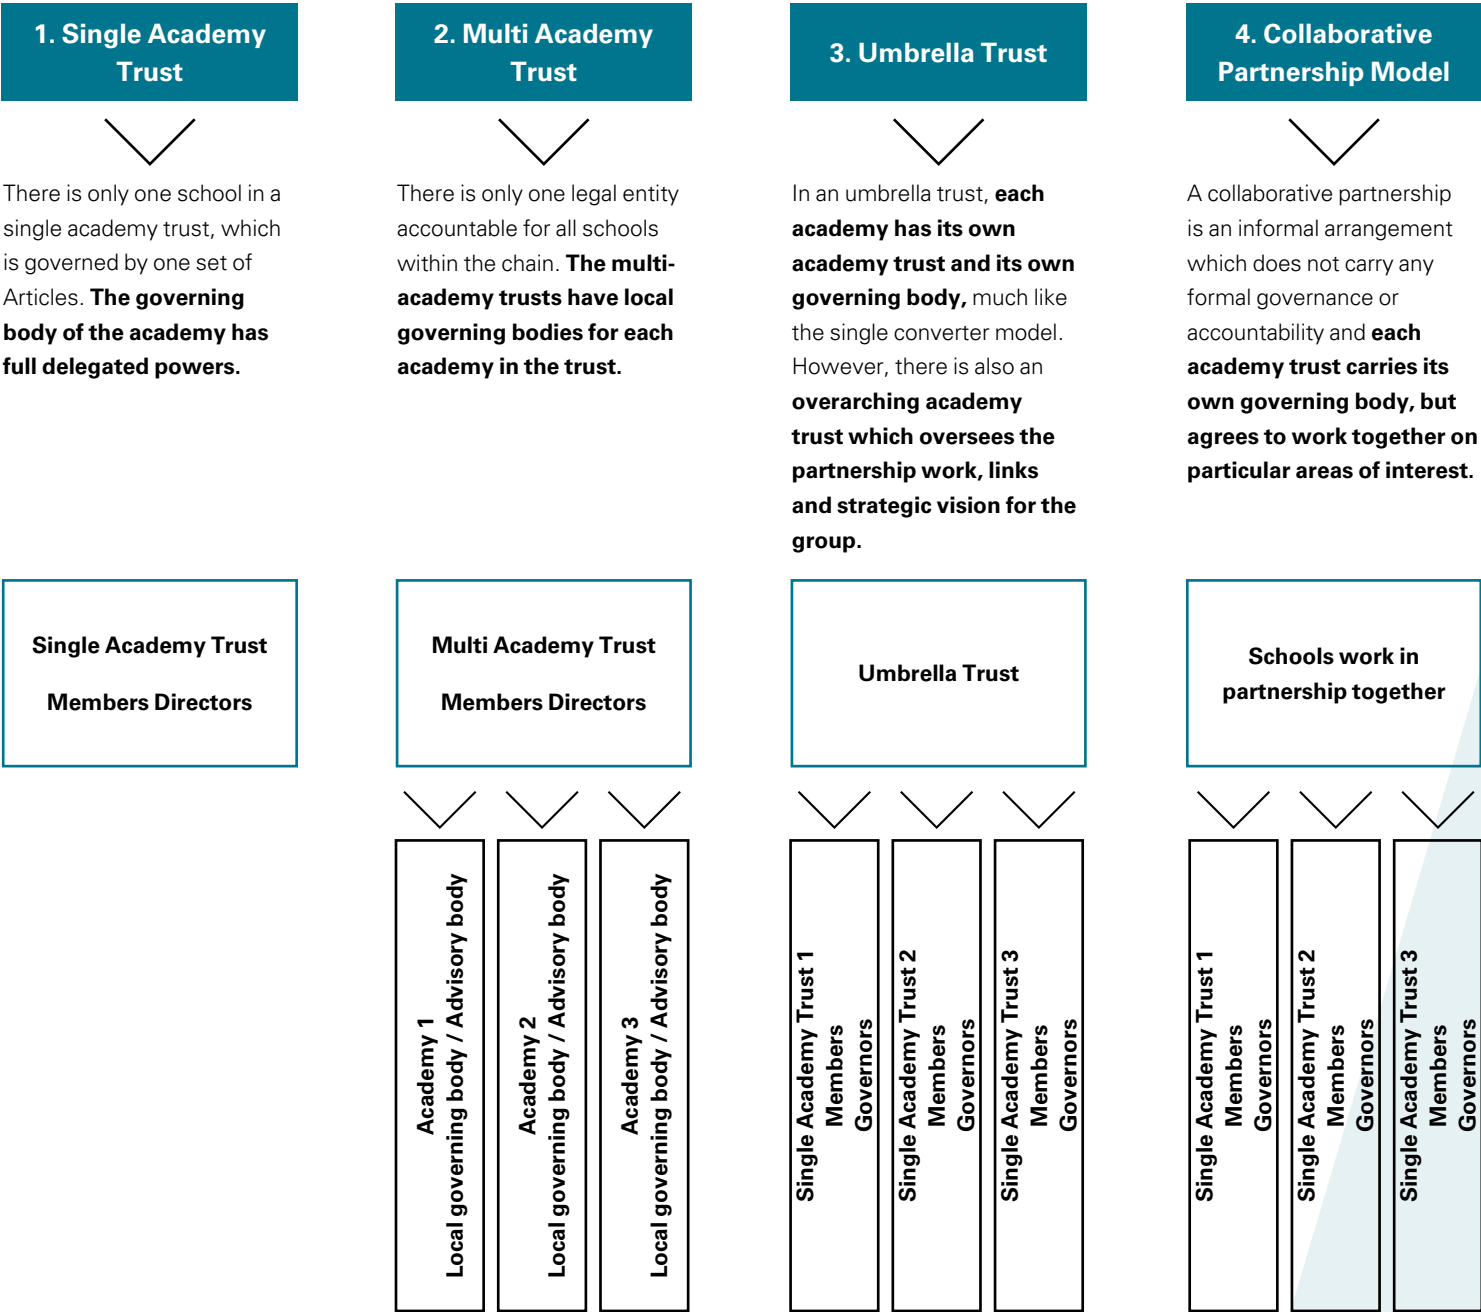 1. Single Academy
Trust
There is only one school in a
single academy trust, which
is governed by one set of
Articles. The governing
body of the academy has
full delegated powers.
Single Academy Trust
Members Directors
2. Multi Academy
Trust
There is only one legal entity
accountable for all schools
within the chain. The multi-
academy trusts have local
governing bodies for each
academy in the trust.
Multi Academy Trust
Members Directors
Academy 1
Local governing body / Advisory body
Academy 2
Local governing body / Advisory body
Academy 3
Local governing body / Advisory body
3. Umbrella Trust
In an umbrella trust, each
academy has its own
academy trust and its own
governing body, much like
the single converter model.
However, there is also an
overarching academy
trust which oversees the
partnership work, links
and strategic vision for the
group.
Umbrella Trust
Single Academy Trust 1
Members
Governors
Single Academy Trust 2
Members
Governors
Single Academy Trust 3
Members
Governors
4. Collaborative
Partnership Model
A collaborative partnership
is an informal arrangement
which does not carry any
formal governance or
accountability and each
academy trust carries its
own governing body, but
agrees to work together on
particular areas of interest.
Schools work in
partnership together
Single Academy Trust 1
Members
Governors
Single Academy Trust 2
Members
Governors
Single Academy Trust 3
Members
Governors